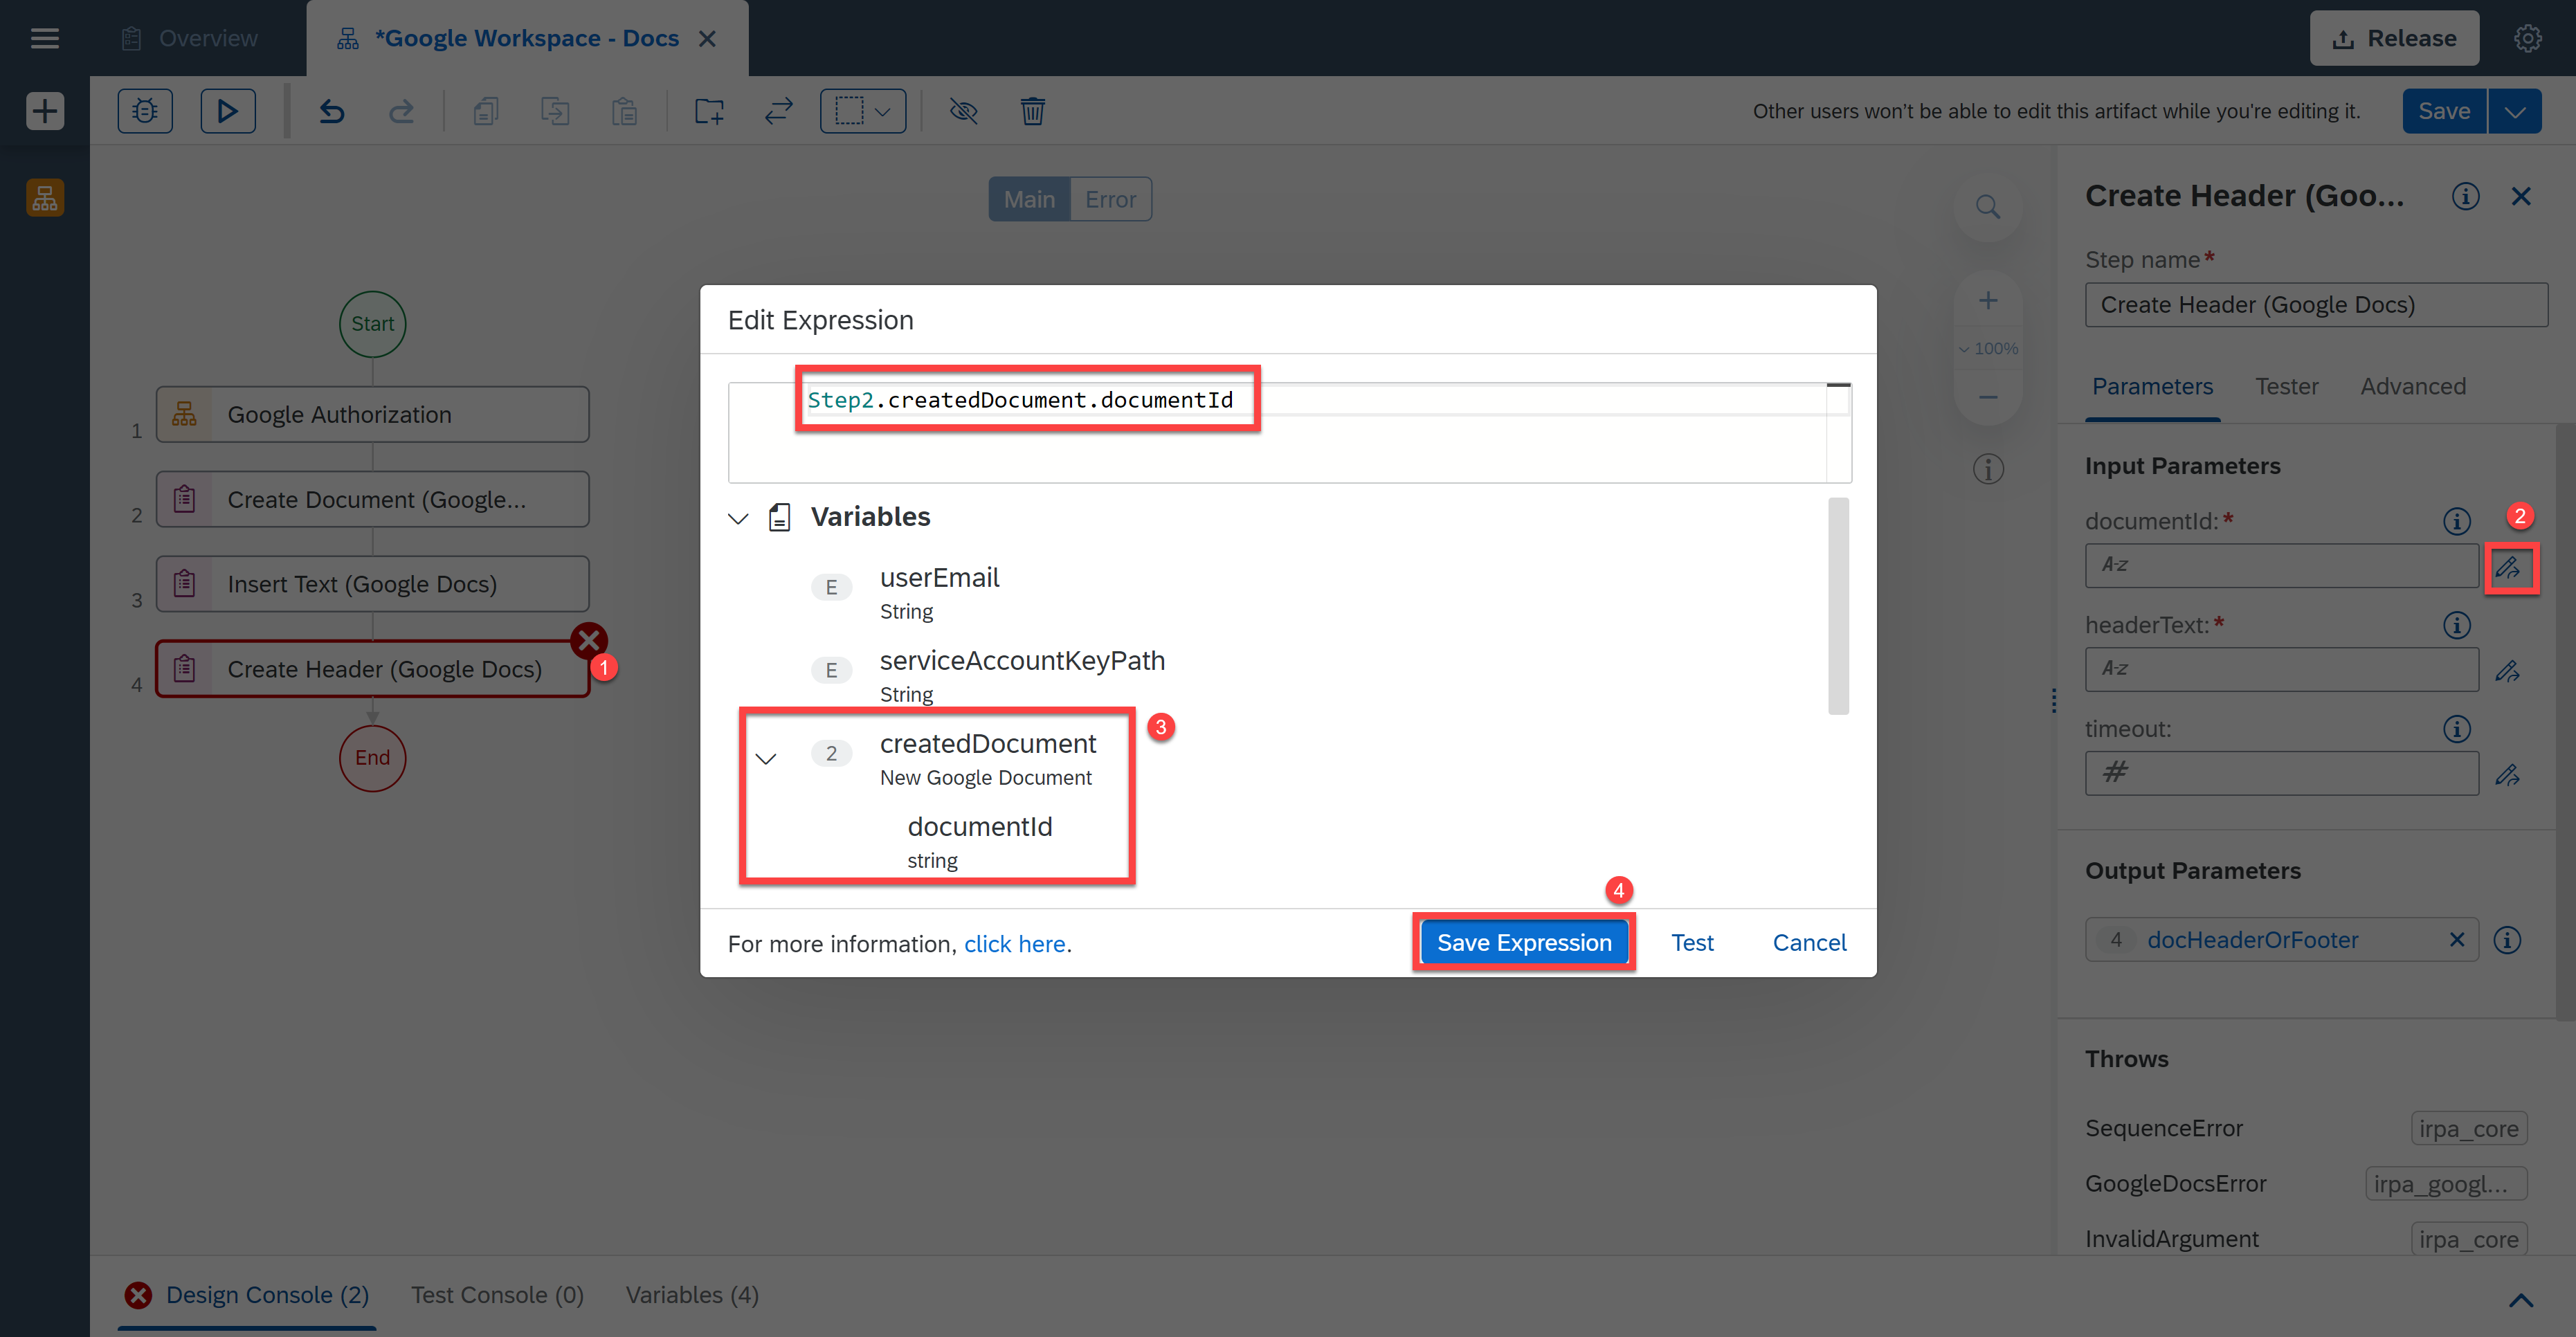 Overview
*Google Workspace - Docs
Release
Other users won't be able to edit this artifact while you're editing it.
Save
Main
Error
100%
Start
1
Google Authorization
2
Create Document (Google...
3
Insert Text (Google Docs)
4
Create Header (Google Docs)
1
End
Edit Expression
Step2.createdDocument.documentId
Variables
E
userEmail
String
E
serviceAccountKeyPath
String
3
2
createdDocument
New Google Document
documentId
string
4
For more information, click here.
Save Expression
Test
Cancel
Create Header (Goo...
Step name*
Create Header (Google Docs)
Parameters
Tester
Advanced
Input Parameters
documentId:*
2
A-z
headerText:*
A-z
timeout:
#
Output Parameters
4
docHeaderOrFooter
Throws
SequenceError
irpa_core
GoogleDocsError
irpa_googl...
InvalidArgument
irpa_core
Design Console (2)
Test Console (0)
Variables (4)